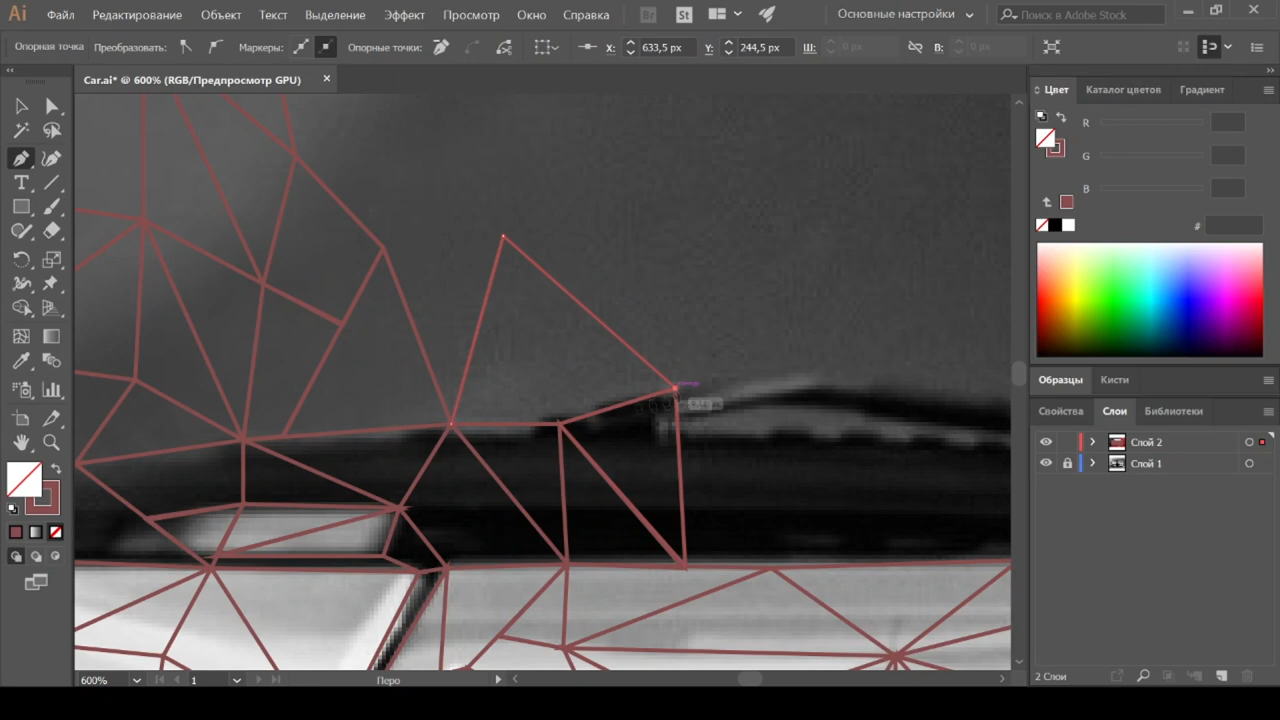 Ai Файл Редактирование Объект Текст Выделение Эффект Просмотр Окно Справка Br St Основные настройки Поиск в Adobe Stock
Опорная точка Преобразовать: Маркеры: Опорные точки: X: 633,5 px Y: 244,5 px Ш: 0 px В: 0 px
Car.ai* @ 600% (RGB/Предпросмотр GPU)
Цвет Каталог цветов Градиент
R
G
B
#
Образцы Кисти
Свойства Слои Библиотеки
Слой 2
Слой 1
600% 1 Перо 2 Слои